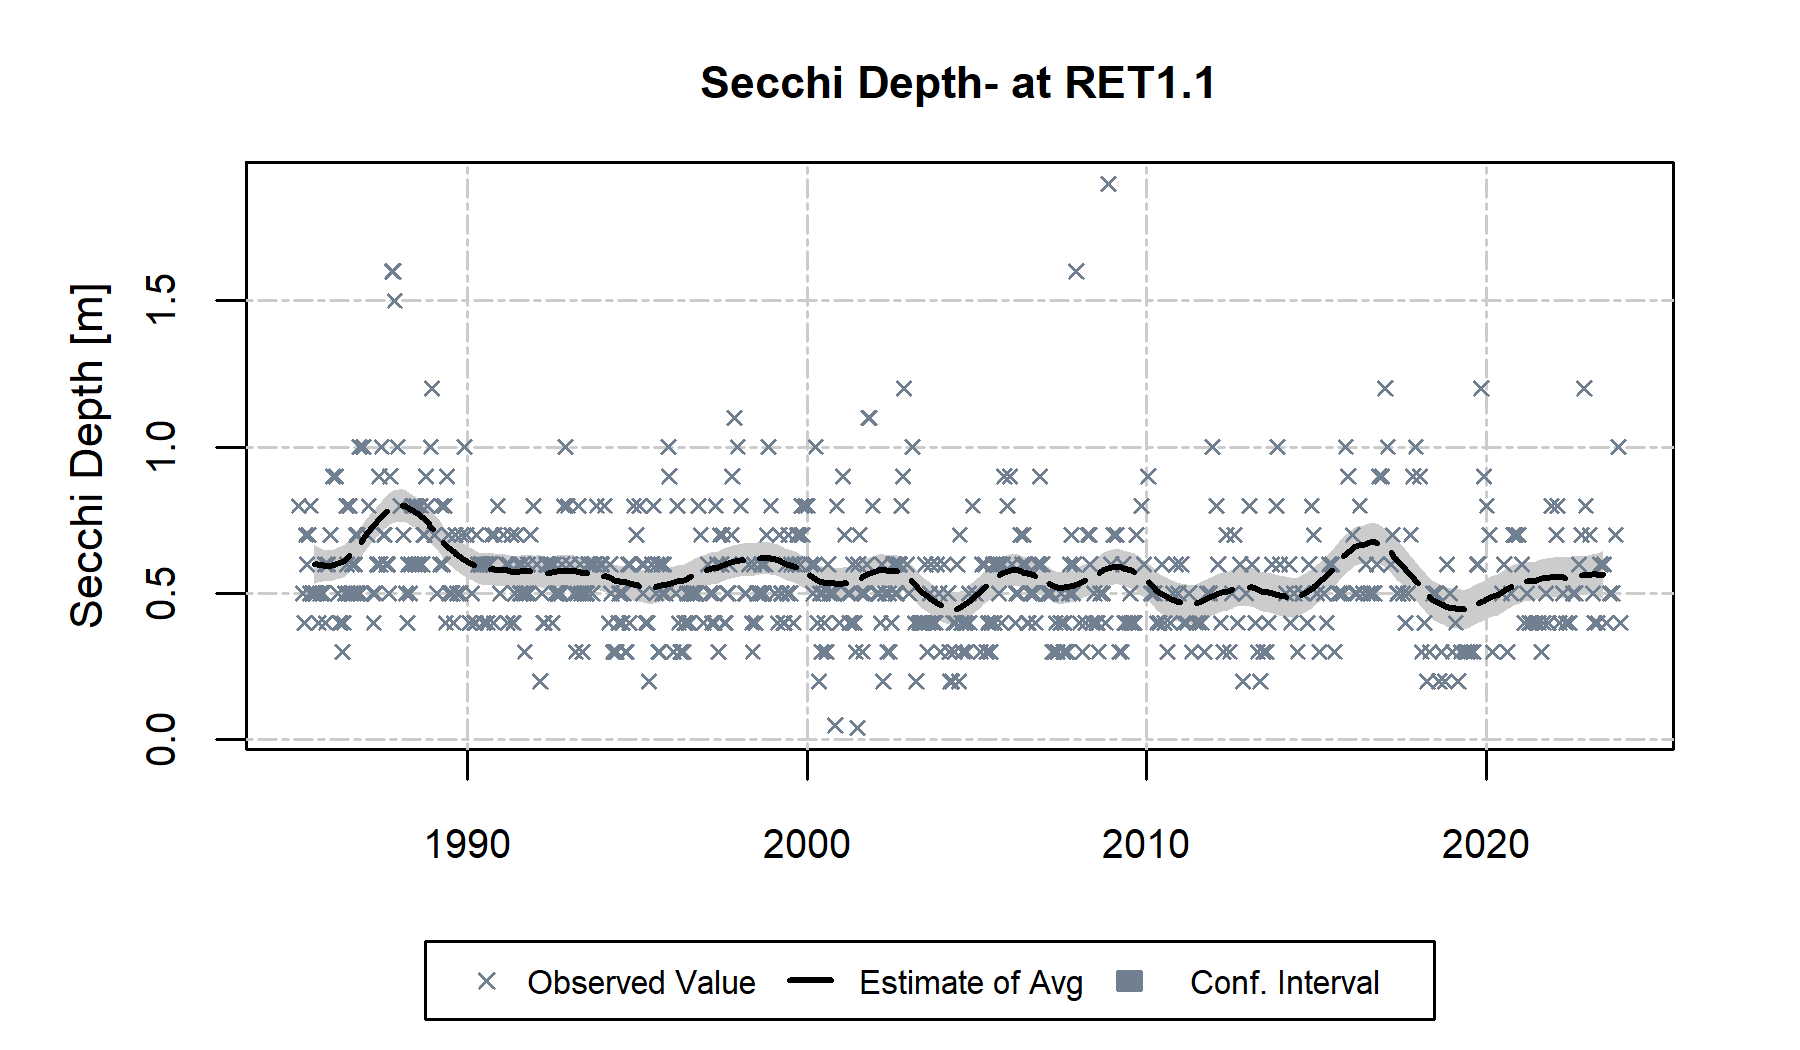 Secchi Depth- at RET1.1
Secchi Depth [m]
1.5
1.0
0.5
0.0
1990 2000 2010 2020
Observed Value Estimate of Avg Conf. Interval